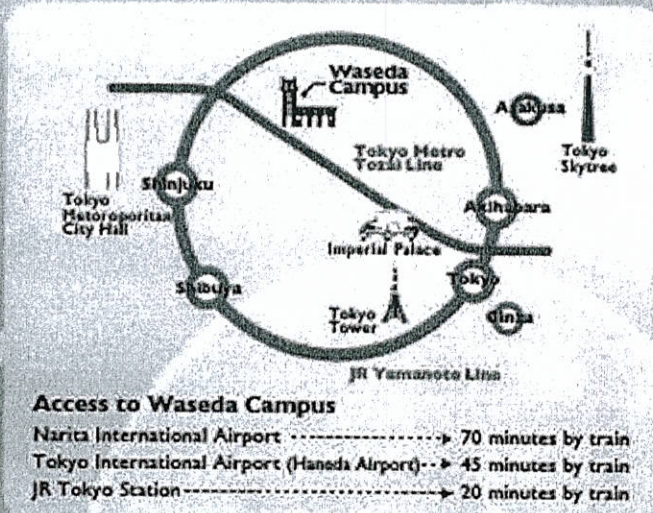 Waseda
Campus
Asakusa
Tokyo Metro
Tozai Line
Tokyo
Skytree
Shinjuku
Tokyo
Metoroporitan
City Hall
Akihabara
Imperial Palace
Shibuya
Tokyo
Tokyo
Tower
Ginza
JR Yamanote Line
Access to Waseda Campus
Narita International Airport ---------------→ 70 minutes by train
Tokyo International Airport (Haneda Airport)--→ 45 minutes by train
JR Tokyo Station-------------------------→ 20 minutes by train